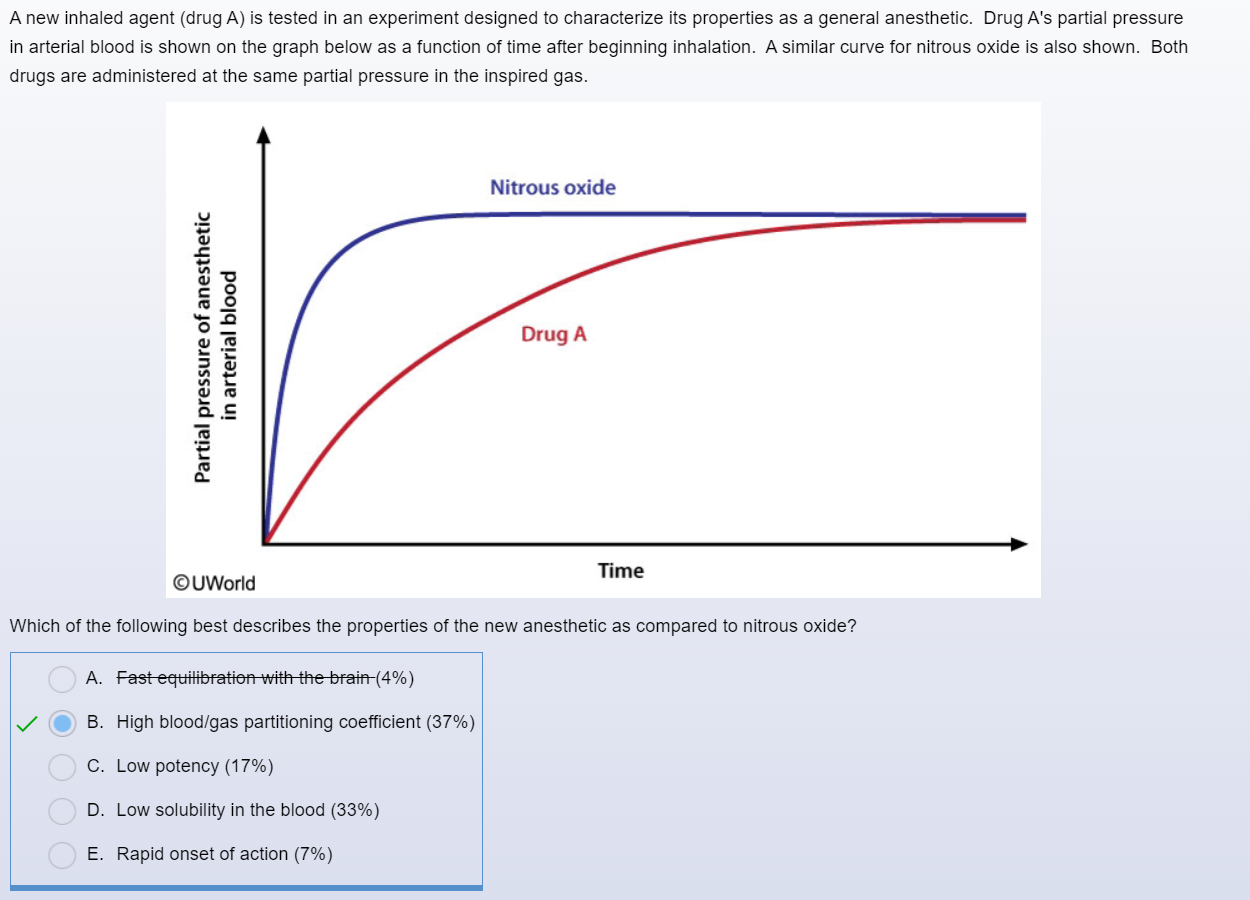 A new inhaled agent (drug A) is tested in an experiment designed to characterize its properties as a general anesthetic.  Drug A's partial pressure
in arterial blood is shown on the graph below as a function of time after beginning inhalation.  A similar curve for nitrous oxide is also shown.  Both
drugs are administered at the same partial pressure in the inspired gas.
Nitrous oxide
Partial pressure of anesthetic
in arterial blood
Drug A
Time
©UWorld
Which of the following best describes the properties of the new anesthetic as compared to nitrous oxide?
A. Fast equilibration with the brain (4%)
B. High blood/gas partitioning coefficient (37%)
C. Low potency (17%)
D. Low solubility in the blood (33%)
E. Rapid onset of action (7%)